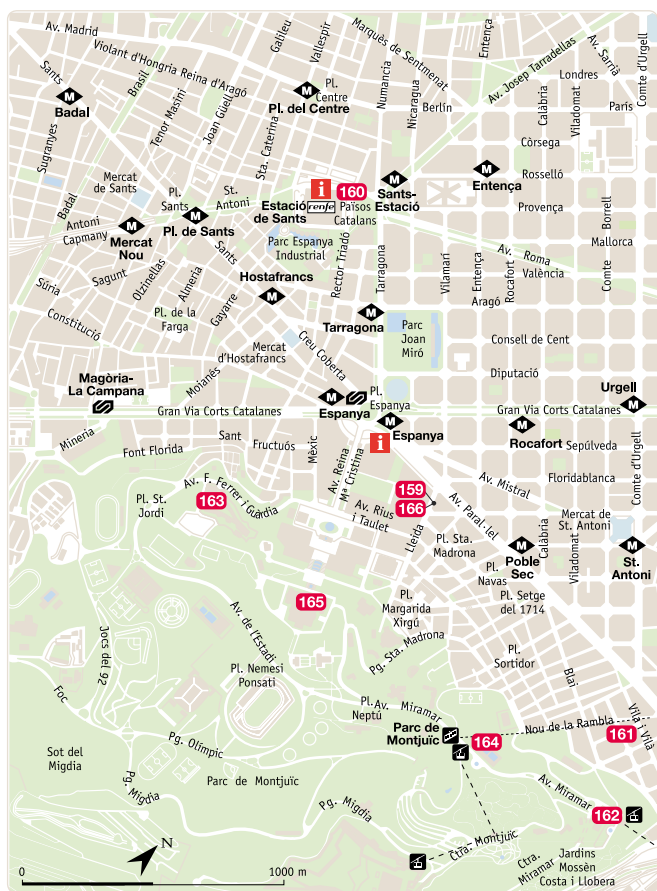 Av. Madrid
Violant d'Hongria Reina d'Aragó
Galileu
Vallespir
Marquès de Sentmenat
Entença
Av. Sarrià
Comte d'Urgell
Sants
Brasil
Numancia
Nicaragua
Av. Josep Tarradellas
Londres
M
Badal
Tenor Masini
Joan Güell
Sta. Caterina
M
Pl.
Centre
Pl. del Centre
Berlín
Calàbria
Viladomat
París
Sugranyes
Còrsega
Mercat
de Sants
Pl.
Sants
St.
Antoni
i
160
M
Sants-
Estació
M
Entença
Rosselló
Badal
Estació
de Sants
renfe
Països
Catalans
Provença
Borrell
Antoni
Capmany
M
Mercat
Nou
M
Pl. de Sants
Sants
Parc Espanya
Industrial
Rector Triadó
Tarragona
Av. Roma
Mallorca
València
Súria
Sagunt
Olzinelles
Almeria
Hostafrancs
M
Vilamarí
Entença
Rocafort
Aragó
Comte
Constitució
Pl. de la
Farga
Gayarre
M
Tarragona
Parc
Joan
Miró
Consell de Cent
Mercat
d'Hostafrancs
Creu Coberta
Diputació
Magòria-
La Campana
Moianés
M
Espanya
Pl.
Espanya
Urgell
M
Gran Via Corts Catalanes
Gran Via Corts Catalanes
M
Espanya
M
Rocafort
Mineria
Font Florida
Sant
Fructuós
Mèxic
i
Sepúlveda
Comte d'Urgell
Av. Reina
Mª Cristina
Av. Mistral
Floridablanca
Av. F. Ferrer i Guàrdia
163
Pl. St.
Jordi
159
166
Av. Rius
i Taulet
Lleida
Av. Paral·lel
Mercat de
St. Antoni
Pl. Sta.
Madrona
M
Poble
Sec
Calàbria
Viladomat
M
St.
Antoni
Pl.
Navas
165
Pl.
Margarida
Xirgú
Pl. Setge
del 1714
Jocs del 92
Av. de l'Estadi
Pg. Sta. Madrona
Pl.
Sortidor
Pl. Nemesi
Ponsati
Blai
Foc
Pl.
Neptú
Av. Miramar
Parc de
Montjuïc
164
Nou de la Rambla
161
Vila i Vilà
Sot del
Migdia
Pg. Olímpic
Pg. Migdia
Parc de Montjuïc
Av. Miramar
162
Pg. Migdia
Ctra. Montjuïc
Ctra.
Miramar
Jardins
Mossèn
Costa i Llobera
N
0
1000 m